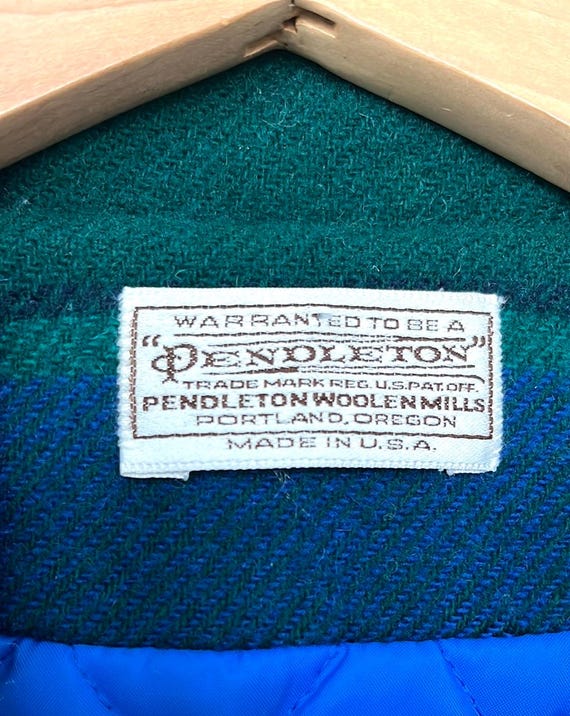 WARRANTED TO BE A
"PENDLETON"
TRADE MARK REG. U.S. PAT. OFF.
PENDLETON WOOLEN MILLS
PORTLAND, OREGON
MADE IN U.S.A.